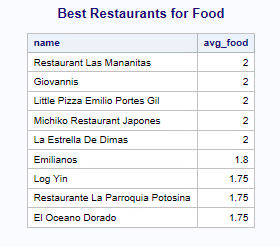 Best Restaurants for Food
name avg_food
Restaurant Las Mananitas 2
Giovannis 2
Little Pizza Emilio Portes Gil 2
Michiko Restaurant Japones 2
La Estrella De Dimas 2
Emilianos 1.8
Log Yin 1.75
Restaurante La Parroquia Potosina 1.75
El Oceano Dorado 1.75